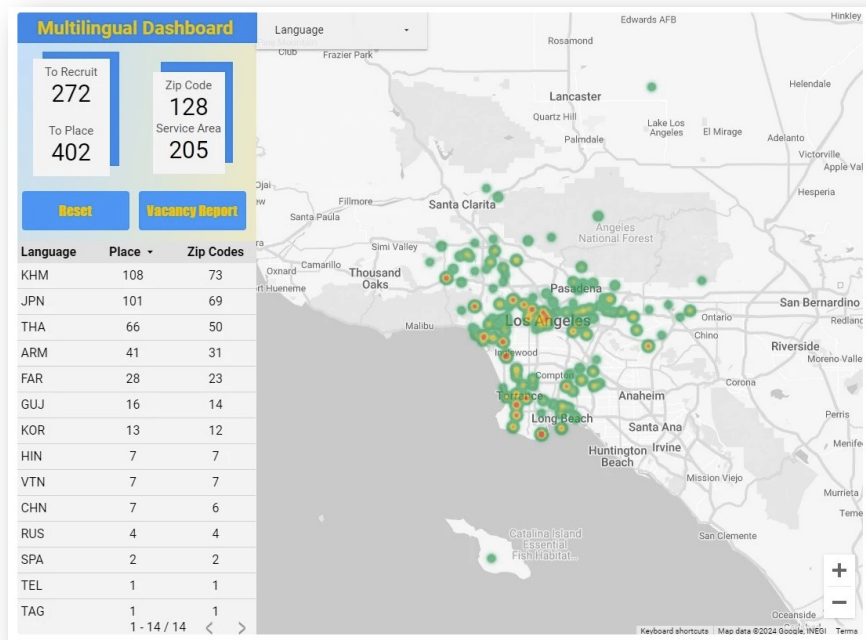 Multilingual Dashboard
To Recruit
272
To Place
402
Zip Code
128
Service Area
205
Reset
Vacancy Report
Language Place Zip Codes
KHM 108 73
JPN 101 69
THA 66 50
ARM 41 31
FAR 28 23
GUJ 16 14
KOR 13 12
HIN 7 7
VTN 7 7
CHN 7 6
RUS 4 4
SPA 2 2
TEL 1 1
TAG 1 1
1 - 14 / 14
Language
Edwards AFB
Hinkley
Rosamond
Club
Frazier Park
Helendale
Lancaster
Quartz Hill
Lake Los
Angeles
El Mirage
Palmdale
Adelanto
Victorville
Apple Val
Hesperia
Ojai
Fillmore
Santa Paula
Santa Clarita
Angeles
National Forest
Simi Valley
Oxnard
Camarillo
Thousand
Oaks
rt Hueneme
Pasadena
San Bernardino
Malibu
Los Angeles
Ontario
Redlan
Chino
Riverside
Inglewood
Moreno Valle
Compton
Corona
Torrance
Anaheim
Long Beach
Perris
Santa Ana
Huntington
Beach
Irvine
Menife
Mission Viejo
Murrieta
Teme
San Clemente
Catalina Island
Essential
Fish Habitat...
+
−
Oceanside
Keyboard shortcuts
Map data ©2024 Google, INEGI
Terms